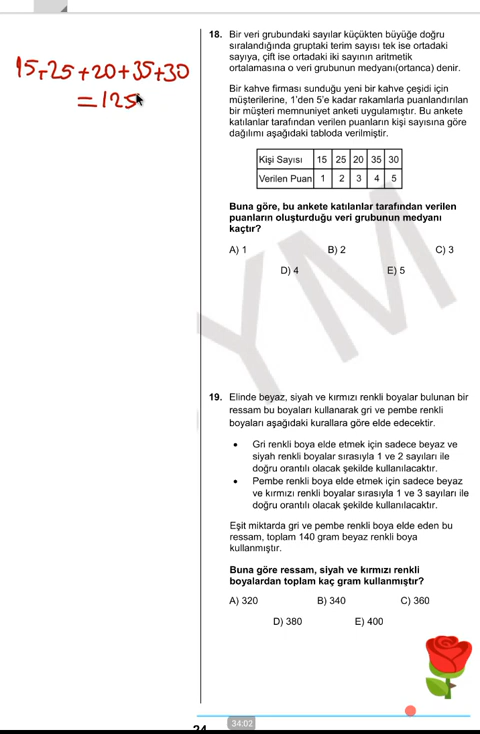 15+25+20+35+30
=125
18. Bir veri grubundaki sayılar küçükten büyüğe doğru
sıralandığında gruptaki terim sayısı tek ise ortadaki
sayıya, çift ise ortadaki iki sayının aritmetik
ortalamasına o veri grubunun medyanı(ortanca) denir.
Bir kahve firması sunduğu yeni bir kahve çeşidi için
müşterilerine, 1'den 5'e kadar rakamlarla puanlandırılan
bir müşteri memnuniyet anketi uygulamıştır. Bu ankete
katılanlar tarafından verilen puanların kişi sayısına göre
dağılımı aşağıdaki tabloda verilmiştir.
Kişi Sayısı 15 25 20 35 30
Verilen Puan 1 2 3 4 5
Buna göre, bu ankete katılanlar tarafından verilen
puanların oluşturduğu veri grubunun medyanı
kaçtır?
A) 1 B) 2 C) 3
D) 4 E) 5
YM
19. Elinde beyaz, siyah ve kırmızı renkli boyalar bulunan bir
ressam bu boyaları kullanarak gri ve pembe renkli
boyaları aşağıdaki kurallara göre elde edecektir.
• Gri renkli boya elde etmek için sadece beyaz ve
siyah renkli boyalar sırasıyla 1 ve 2 sayıları ile
doğru orantılı olacak şekilde kullanılacaktır.
• Pembe renkli boya elde etmek için sadece beyaz
ve kırmızı renkli boyalar sırasıyla 1 ve 3 sayıları ile
doğru orantılı olacak şekilde kullanılacaktır.
Eşit miktarda gri ve pembe renkli boya elde eden bu
ressam, toplam 140 gram beyaz renkli boya
kullanmıştır.
Buna göre ressam, siyah ve kırmızı renkli
boyalardan toplam kaç gram kullanmıştır?
A) 320 B) 340 C) 360
D) 380 E) 400
24
34:02